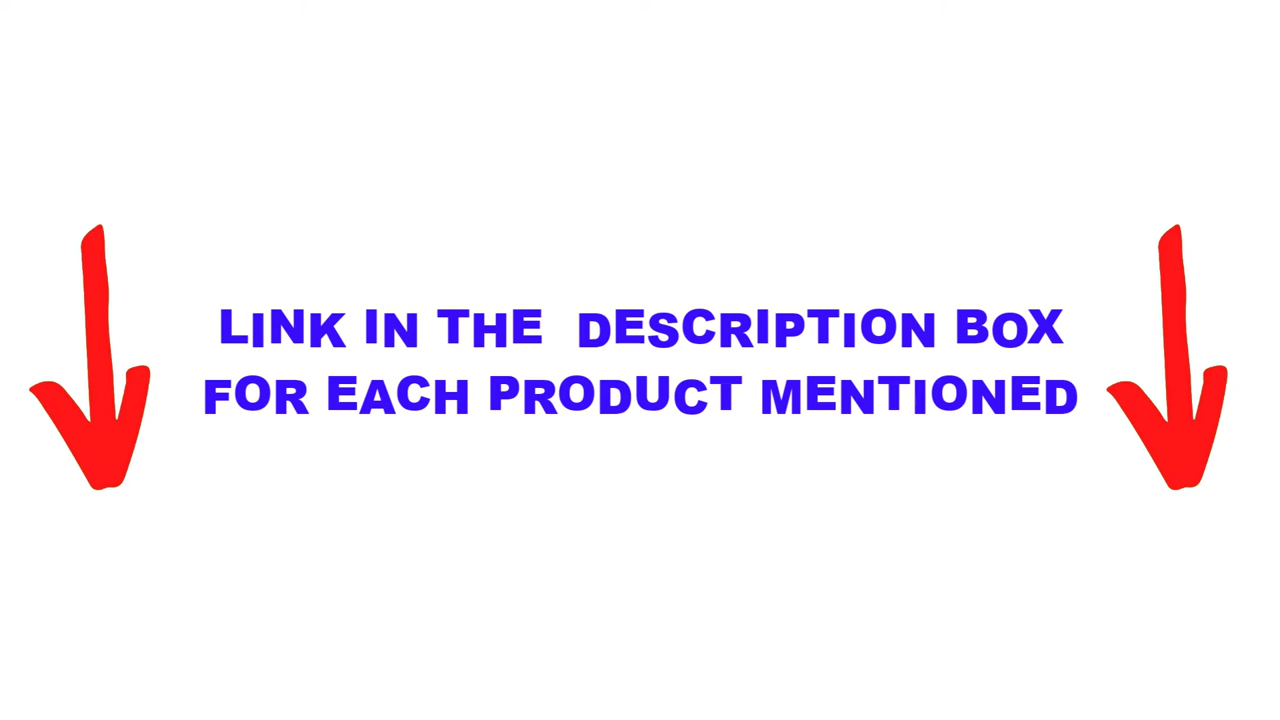 LINK IN THE DESCRIPTION BOX
FOR EACH PRODUCT MENTIONED